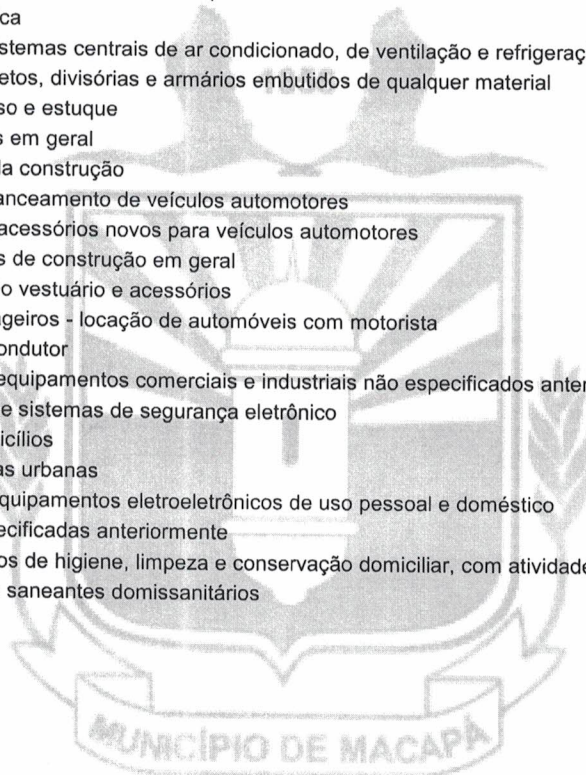 ca
stemas centrais de ar condicionado, de ventilação e refrigeraç
etos, divisórias e armários embutidos de qualquer material
so e estuque
s em geral
la construção
anceamento de veículos automotores
acessórios novos para veículos automotores
s de construção em geral
o vestuário e acessórios
ageiros - locação de automóveis com motorista
ondutor
equipamentos comerciais e industriais não especificados anter
e sistemas de segurança eletrônico
icílios
as urbanas
quipamentos eletroeletrônicos de uso pessoal e doméstico
ecificadas anteriormente
os de higiene, limpeza e conservação domiciliar, com atividade
saneantes domissanitários
MUNICÍPIO DE MACAPÁ